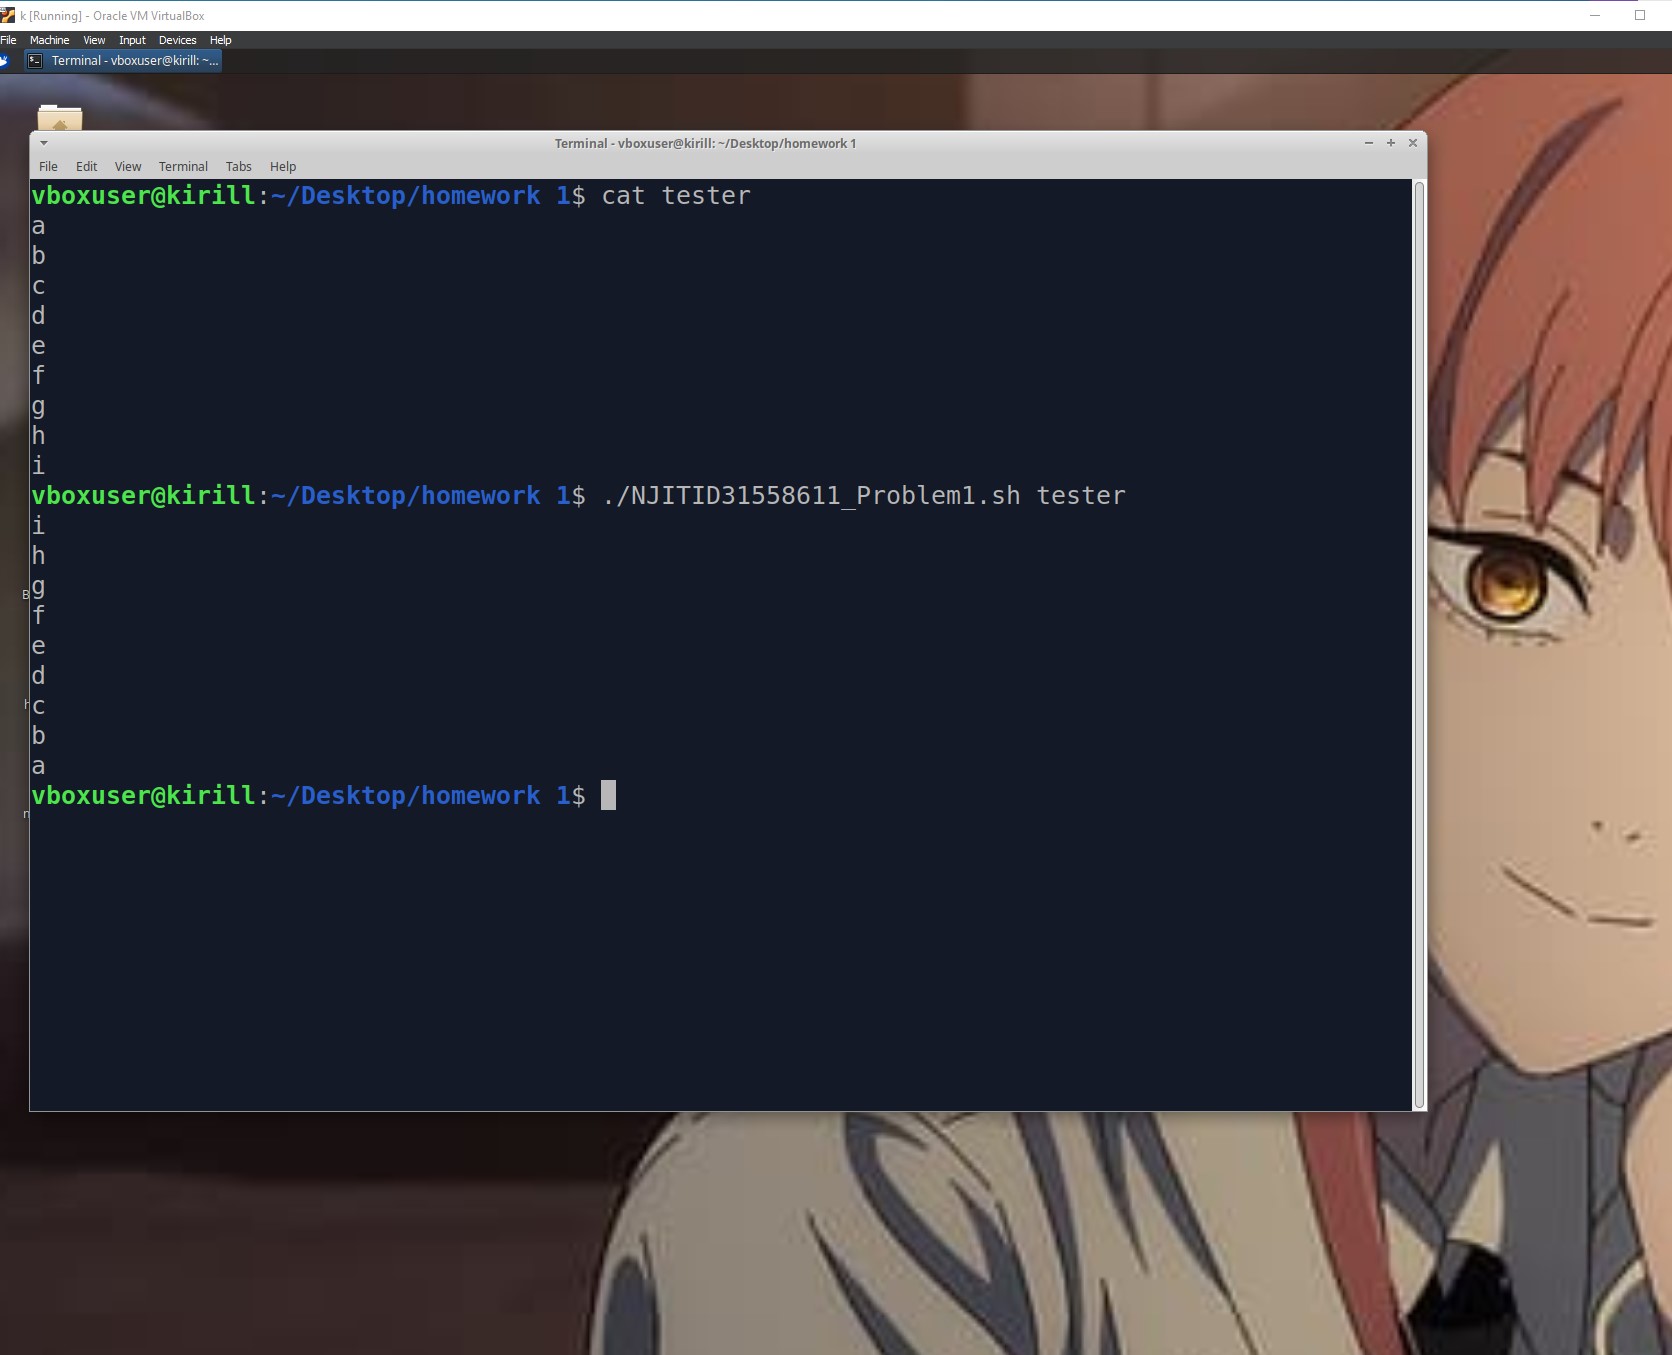 k [Running] - Oracle VM VirtualBox
File Machine View Input Devices Help
Terminal - vboxuser@kirill: ~...
Terminal - vboxuser@kirill: ~/Desktop/homework 1
File Edit View Terminal Tabs Help
vboxuser@kirill:~/Desktop/homework 1$ cat tester
a
b
c
d
e
f
g
h
i
vboxuser@kirill:~/Desktop/homework 1$ ./NJITID31558611_Problem1.sh tester
i
h
g
f
e
d
c
b
a
vboxuser@kirill:~/Desktop/homework 1$